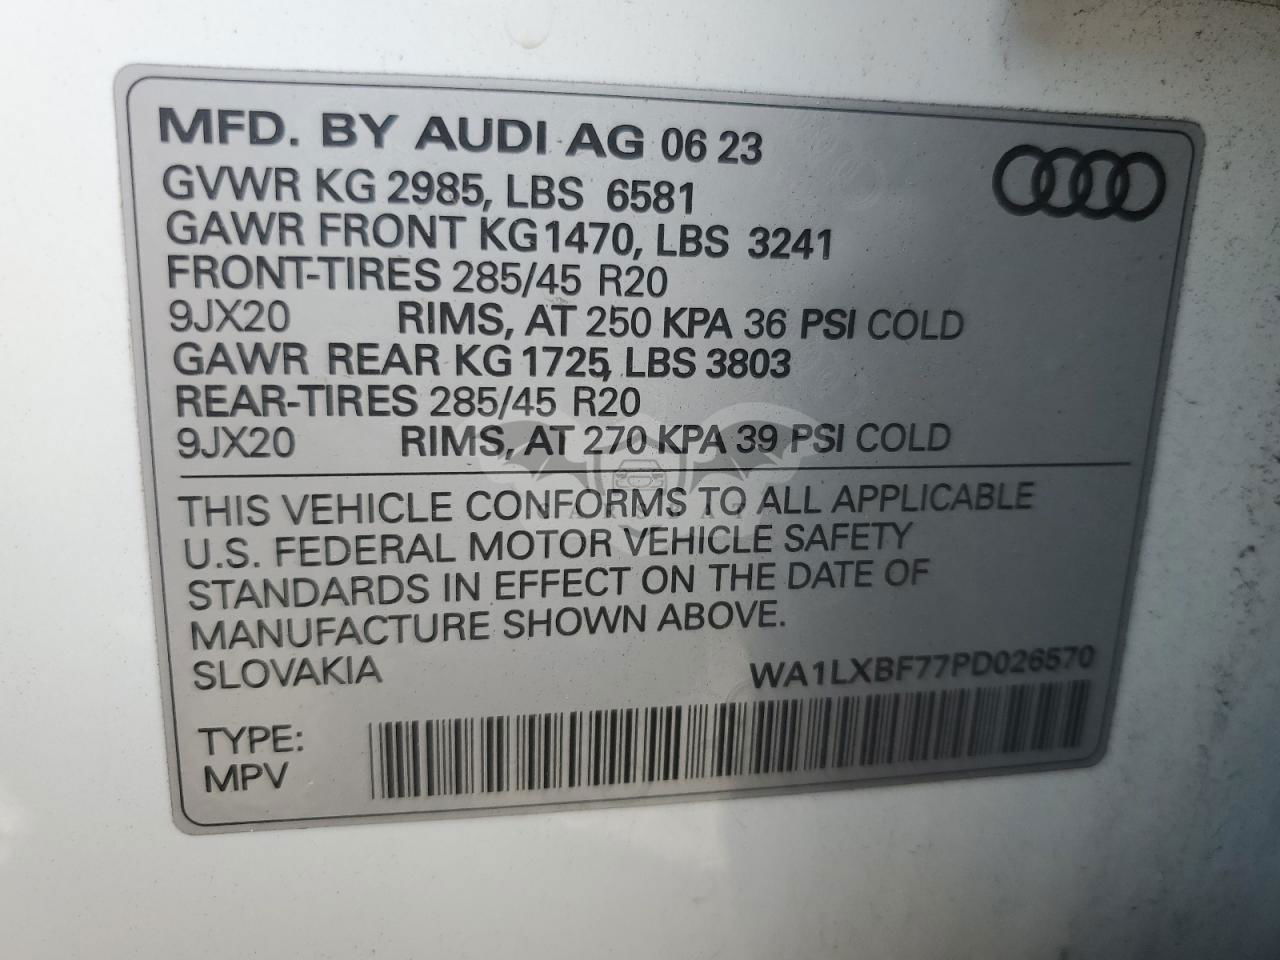 MFD. BY AUDI AG 06 23
GVWR KG 2985, LBS 6581
GAWR FRONT KG 1470, LBS 3241
FRONT-TIRES 285/45 R20
9JX20 RIMS, AT 250 KPA 36 PSI COLD
GAWR REAR KG 1725, LBS 3803
REAR-TIRES 285/45 R20
9JX20 RIMS, AT 270 KPA 39 PSI COLD
THIS VEHICLE CONFORMS TO ALL APPLICABLE
U.S. FEDERAL MOTOR VEHICLE SAFETY
STANDARDS IN EFFECT ON THE DATE OF
MANUFACTURE SHOWN ABOVE.
SLOVAKIA WA1LXBF77PD026570
TYPE:
MPV